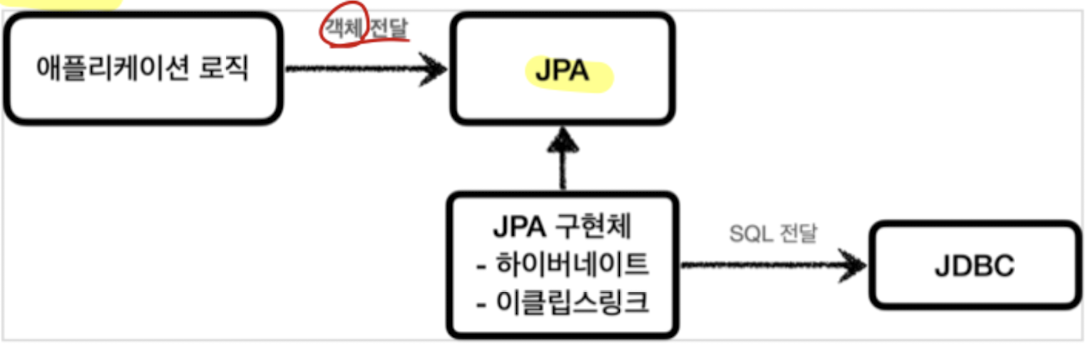 객체 전달
애플리케이션 로직
JPA
JPA 구현체
- 하이버네이트
- 이클립스링크
SQL 전달
JDBC